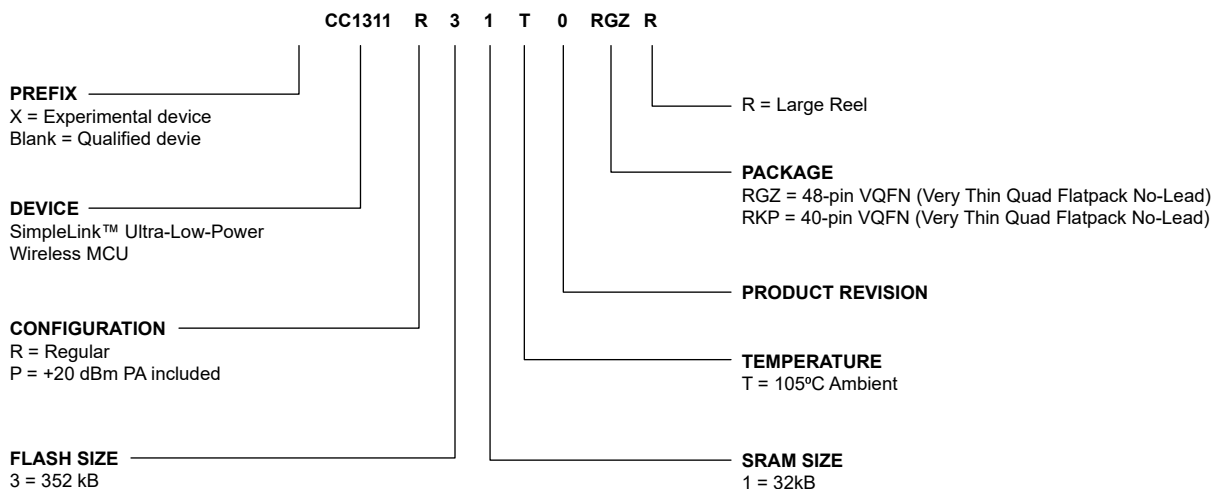 CC1311 R 3 1 T 0 RGZ R
PREFIX
X = Experimental device
Blank = Qualified devie
DEVICE
SimpleLink™ Ultra-Low-Power
Wireless MCU
CONFIGURATION
R = Regular
P = +20 dBm PA included
FLASH SIZE
3 = 352 kB
R = Large Reel
PACKAGE
RGZ = 48-pin VQFN (Very Thin Quad Flatpack No-Lead)
RKP = 40-pin VQFN (Very Thin Quad Flatpack No-Lead)
PRODUCT REVISION
TEMPERATURE
T = 105ºC Ambient
SRAM SIZE
1 = 32kB